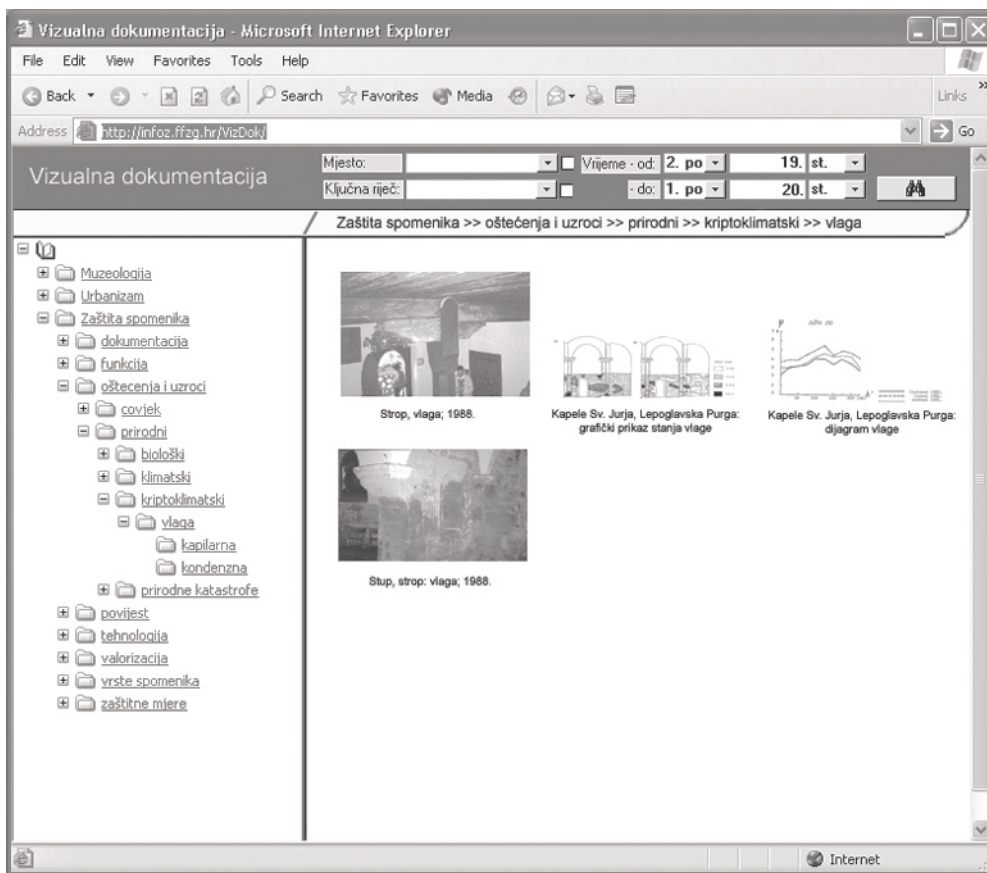 Vizualna dokumentacija - Microsoft Internet Explorer
File Edit View Favorites Tools Help
Back Search Favorites Media Links »
Address http://infoz.ffzg.hr/VizDok/ Go
Vizualna dokumentacija
Mjesto: Vrijeme - od: 2. po 19. st.
Ključna riječ: - do: 1. po 20. st.
Zaštita spomenika >> oštećenja i uzroci >> prirodni >> kriptoklimatski >> vlaga
Muzeologija
Urbanizam
Zaštita spomenika
dokumentacija
funkcija
oštecenja i uzroci
covjek
prirodni
biološki
klimatski
kriptoklimatski
vlaga
kapilarna
kondenzna
prirodne katastrofe
povijest
tehnologija
valorizacija
vrste spomenika
zaštitne mjere
Strop, vlaga; 1988.
Kapele Sv. Jurja, Lepoglavska Purga:
grafički prikaz stanja vlage
Kapele Sv. Jurja, Lepoglavska Purga:
dijagram vlage
Stup, strop: vlaga; 1988.
Internet